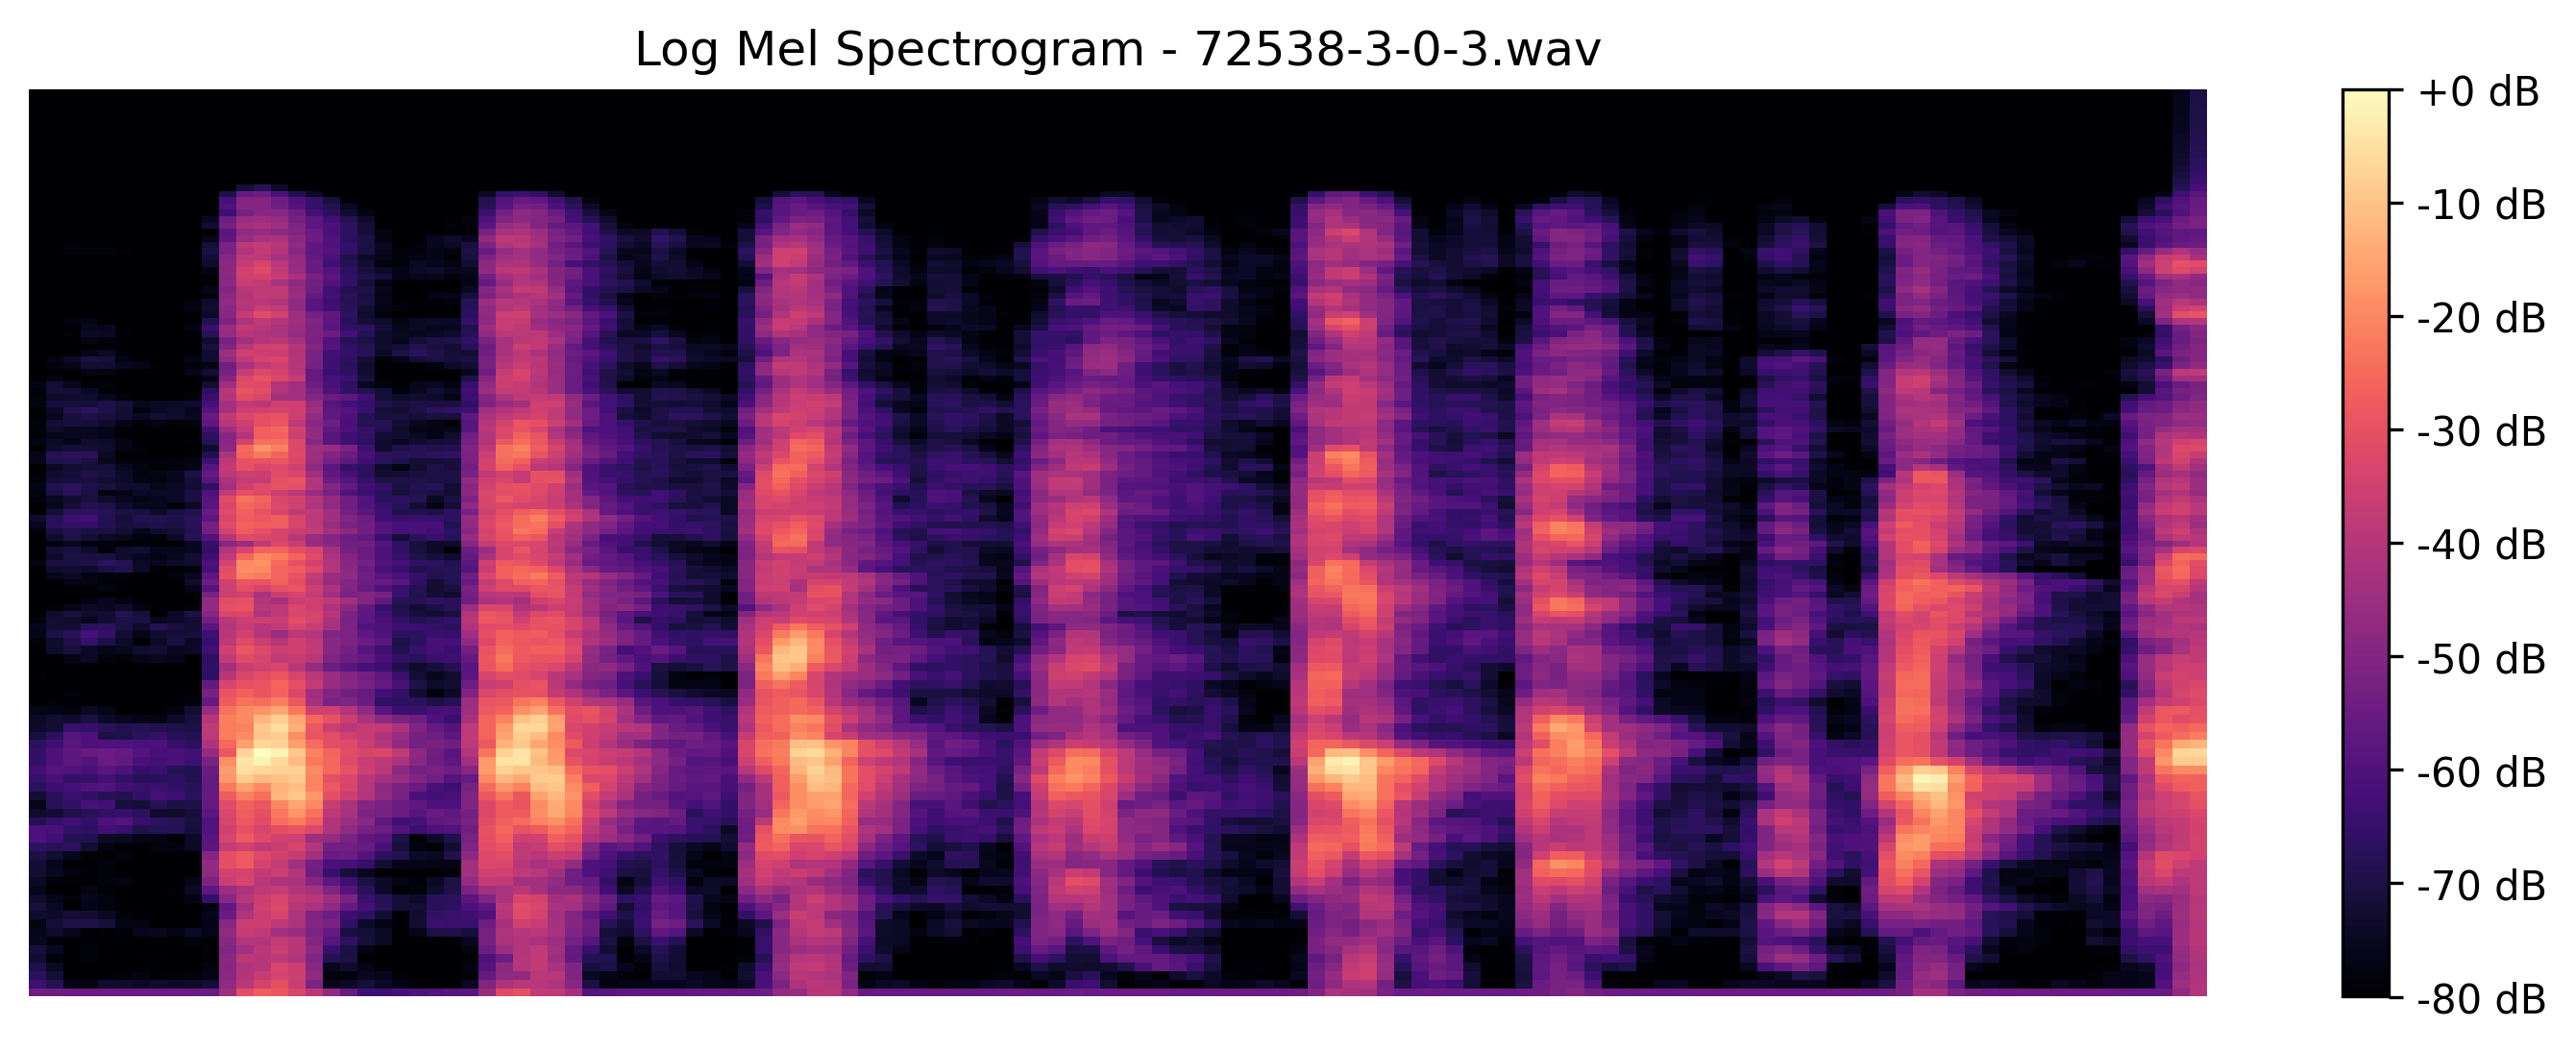 Log Mel Spectrogram - 72538-3-0-3.wav
+0 dB
-10 dB
-20 dB
-30 dB
-40 dB
-50 dB
-60 dB
-70 dB
-80 dB